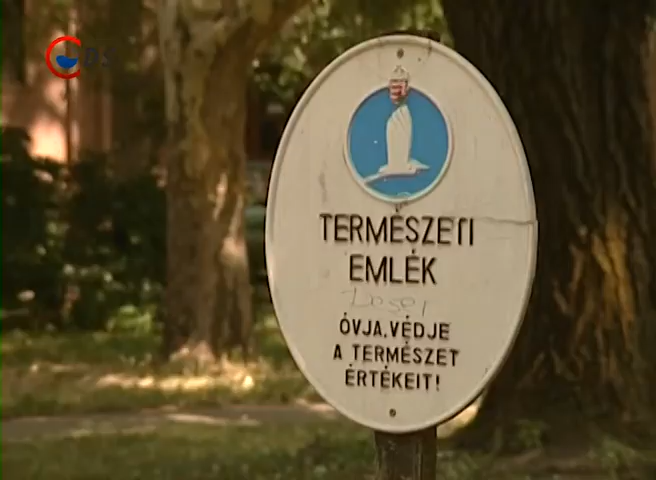 TERMÉSZETI
EMLÉK
ÓVJA, VÉDJE
A TERMÉSZET
ÉRTÉKEIT!